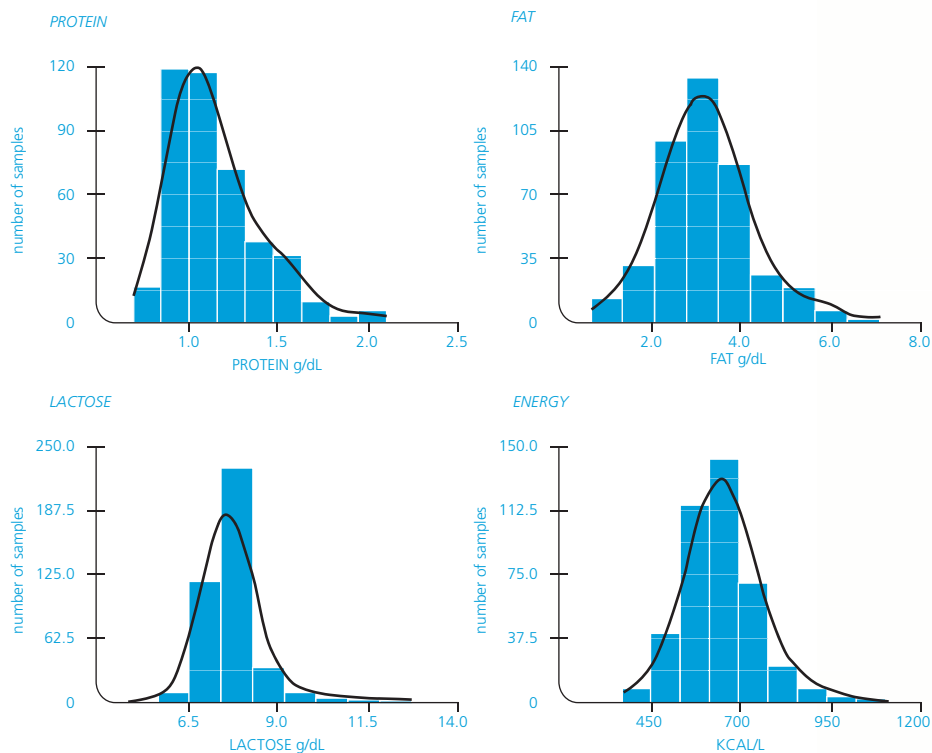 PROTEIN
120
90
60
30
0
number of samples
1.0 1.5 2.0 2.5
PROTEIN g/dL
FAT
140
105
70
35
0
number of samples
2.0 4.0 6.0 8.0
FAT g/dL
LACTOSE
250.0
187.5
125.0
62.5
0
number of samples
6.5 9.0 11.5 14.0
LACTOSE g/dL
ENERGY
150.0
112.5
75.0
37.5
0
number of samples
450 700 950 1200
KCAL/L